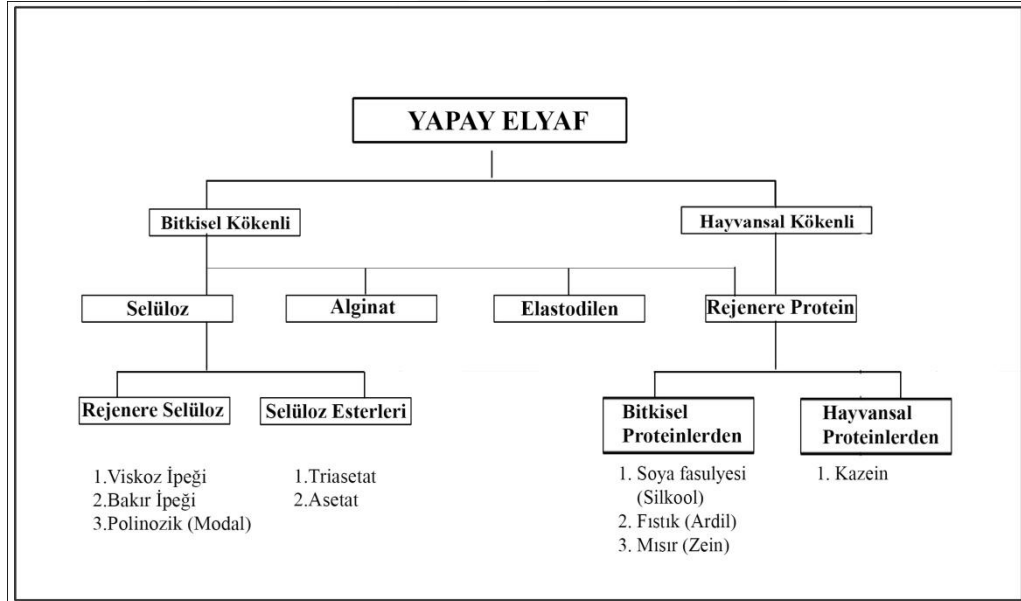 YAPAY ELYAF
Bitkisel Kökenli
Hayvansal Kökenli
Selüloz
Alginat
Elastodilen
Rejenere Protein
Rejenere Selüloz
Selüloz Esterleri
Bitkisel
Proteinlerden
Hayvansal
Proteinlerden
1.Viskoz İpeği
2.Bakır İpeği
3.Polinozik (Modal)
1.Triasetat
2.Asetat
1. Soya fasulyesi
(Silkool)
2. Fıstık (Ardil)
3. Mısır (Zein)
1. Kazein